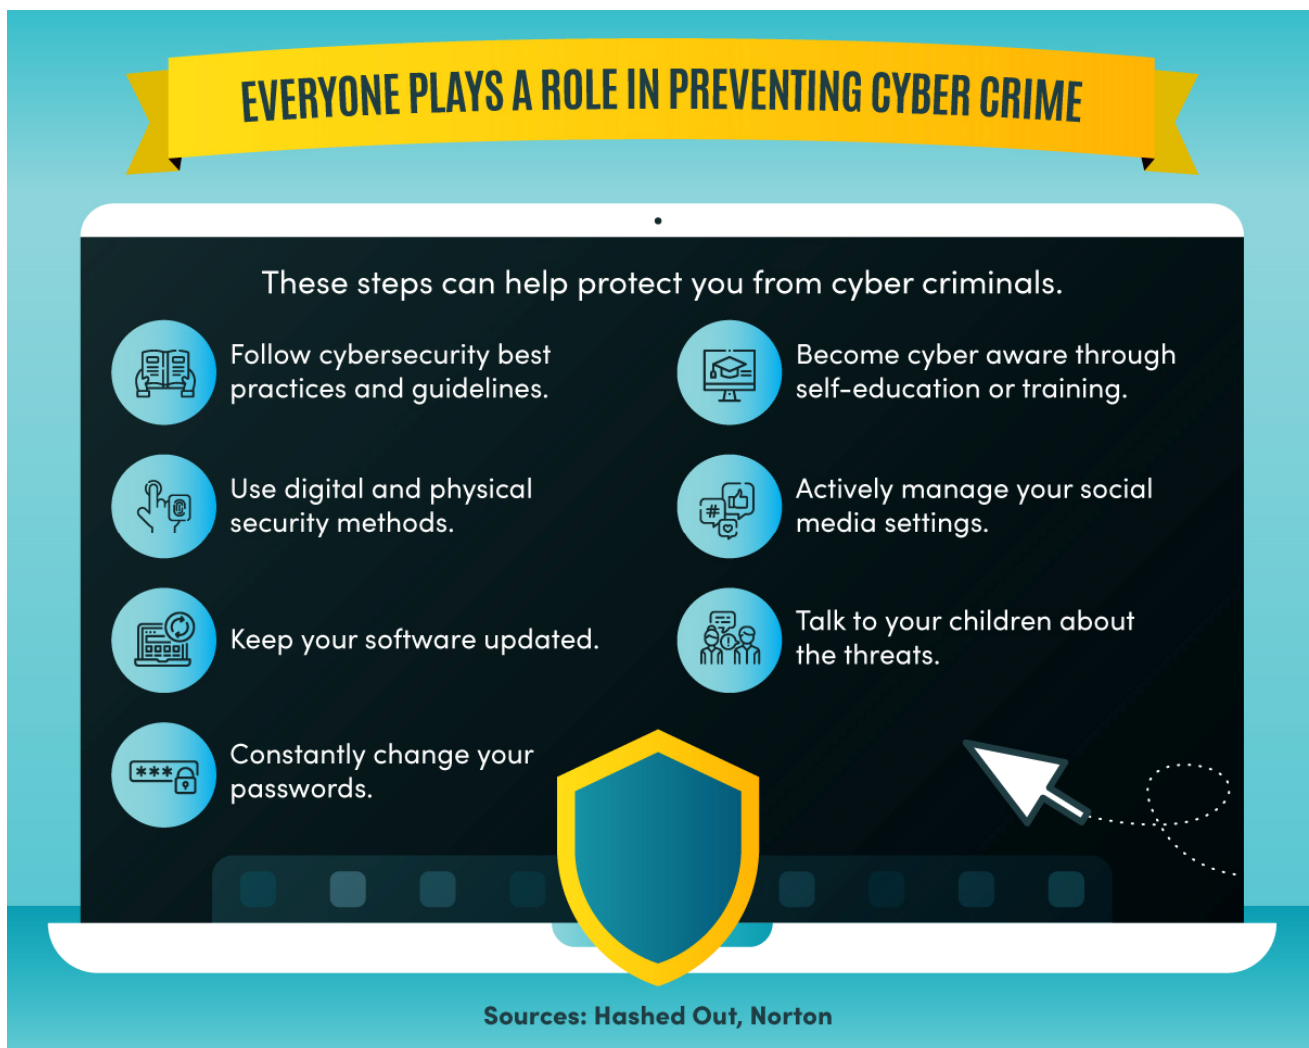 EVERYONE PLAYS A ROLE IN PREVENTING CYBER CRIME
These steps can help protect you from cyber criminals.
Follow cybersecurity best
practices and guidelines.
Use digital and physical
security methods.
Keep your software updated.
Constantly change your
passwords.
Become cyber aware through
self-education or training.
Actively manage your social
media settings.
Talk to your children about
the threats.
Sources: Hashed Out, Norton